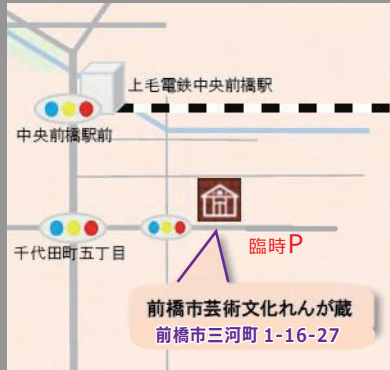 上毛電鉄中央前橋駅
中央前橋駅前
臨時P
千代田町五丁目
前橋市芸術文化れんが蔵
前橋市三河町 1-16-27